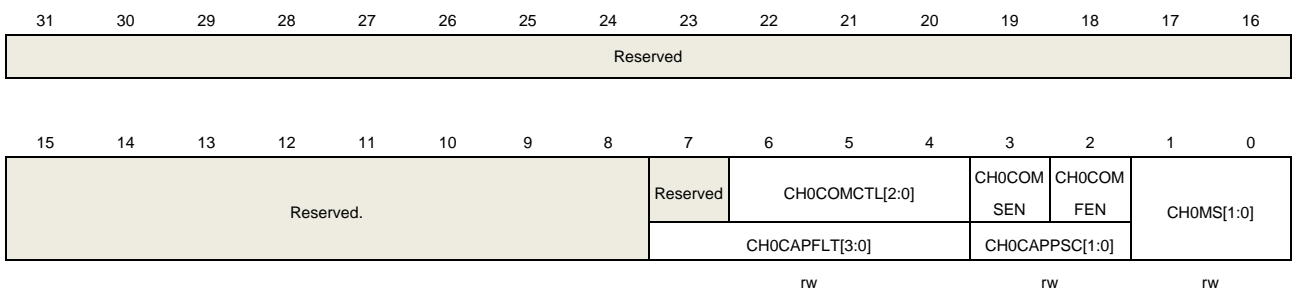 31 30 29 28 27 26 25 24 23 22 21 20 19 18 17 16
Reserved
15 14 13 12 11 10 9 8 7 6 5 4 3 2 1 0
Reserved.
Reserved
CH0COMCTL[2:0]
CH0COM
SEN
CH0COM
FEN
CH0MS[1:0]
CH0CAPFLT[3:0]
CH0CAPPSC[1:0]
rw rw rw